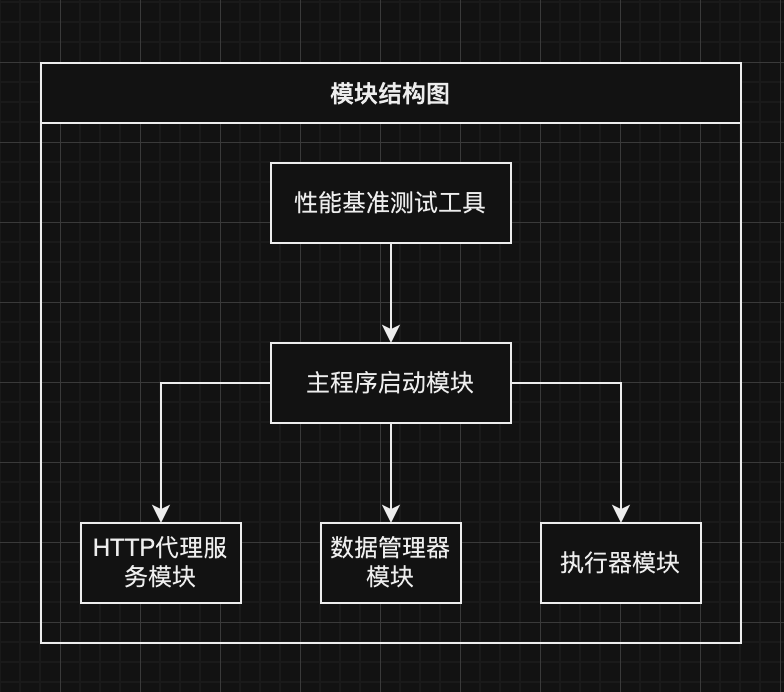 模块结构图
性能基准测试工具
主程序启动模块
HTTP代理服
务模块
数据管理器
模块
执行器模块